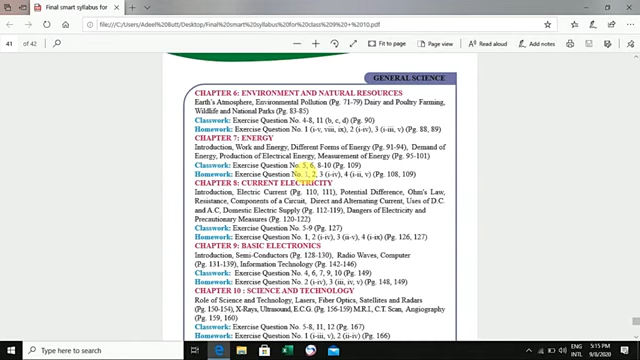 Final smart syllabus for class
file:///C:/Users/Adeel%20Butt/Desktop/Final%20smart%20syllabus%20for%20class%209%20+%2010.pdf
41 of 42
Fit to page
Page view
Read aloud
Add notes
GENERAL SCIENCE
CHAPTER 6: ENVIRONMENT AND NATURAL RESOURCES
Earth's Atmosphere, Environmental Pollution (Pg. 71-79) Dairy and Poultry Farming,
Wildlife and National Parks (Pg. 83-85)
Classwork: Exercise Question No. 4-8, 11 (b, c, d) (Pg. 90)
Homework: Exercise Question No. 1 (i-v, viii, ix), 2 (i-iv), 3 (i-iii, v) (Pg. 88, 89)
CHAPTER 7: ENERGY
Introduction, Work and Energy, Different Forms of Energy (Pg. 91-94), Demand of
Energy, Production of Electrical Energy, Measurement of Energy (Pg. 95-101)
Classwork: Exercise Question No. 5, 6, 8-10 (Pg. 109)
Homework: Exercise Question No. 1, 2, 3 (i-iv), 4 (i-ii, v) (Pg. 108, 109)
CHAPTER 8: CURRENT ELECTRICITY
Introduction, Electric Current (Pg. 110, 111), Potential Difference, Ohm's Law,
Resistance, Components of a Circuit, Direct and Alternating Current, Uses of D.C.
and A.C, Domestic Electric Supply (Pg. 112-119), Dangers of Electricity and
Precautionary Measures (Pg. 120-122)
Classwork: Exercise Question No. 5-9 (Pg. 127)
Homework: Exercise Question No. 1, 2 (i-iv), 3 (ii-v), 4 (i-ix) (Pg. 126, 127)
CHAPTER 9: BASIC ELECTRONICS
Introduction, Semi-Conductors (Pg. 128-130), Radio Waves, Computer
(Pg. 131-139), Information Technology (Pg. 142-146)
Classwork: Exercise Question No. 4, 6, 7, 9, 10 (Pg. 149)
Homework: Exercise Question No. 2 (i-iv), 3 (iii, iv, v) (Pg. 148, 149)
CHAPTER 10: SCIENCE AND TECHNOLOGY
Role of Science and Technology, Lasers, Fiber Optics, Satellites and Radars
(Pg. 150-154), X-Rays, Ultrasound, E.C.G, (Pg. 156-159) M.R.I, C.T. Scan, Angiography
(Pg. 159, 160)
Classwork: Exercise Question No. 5-8, 11, 12 (Pg. 167)
Homework: Exercise Question No. 1 (i-iii, v), 2 (ii-iv) (Pg. 166)
ENG
INTL
5:15 PM
9/8/2020